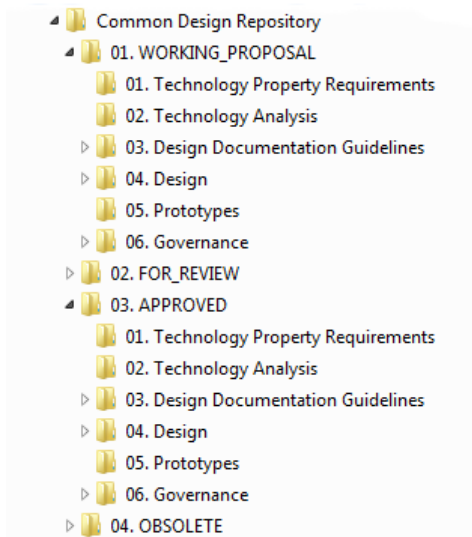 Common Design Repository
01. WORKING_PROPOSAL
01. Technology Property Requirements
02. Technology Analysis
03. Design Documentation Guidelines
04. Design
05. Prototypes
06. Governance
02. FOR_REVIEW
03. APPROVED
01. Technology Property Requirements
02. Technology Analysis
03. Design Documentation Guidelines
04. Design
05. Prototypes
06. Governance
04. OBSOLETE